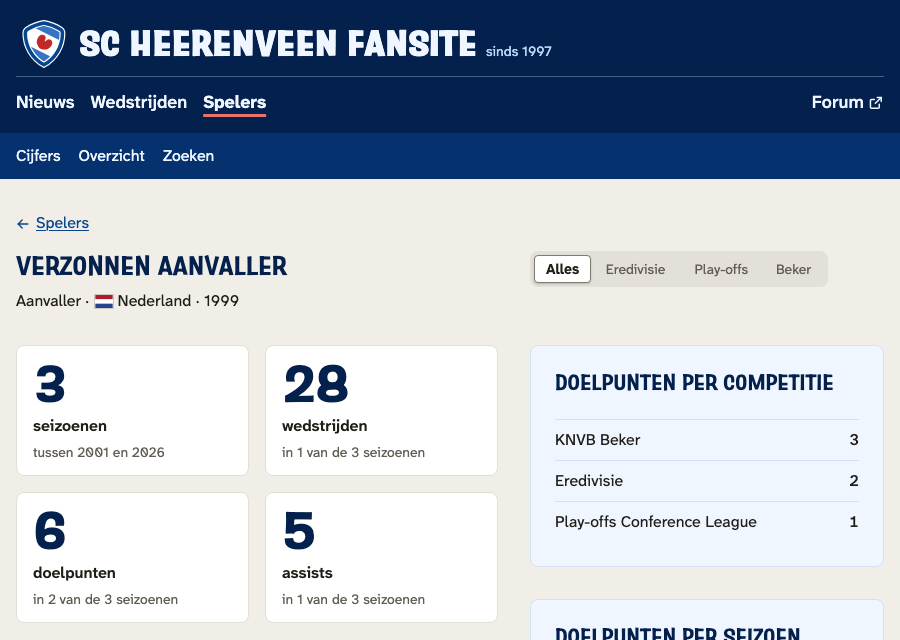 SC HEERENVEEN FANSITE sinds 1997
Nieuws Wedstrijden Spelers Forum
Cijfers Overzicht Zoeken
← Spelers
VERZONNEN AANVALLER
Aanvaller · Nederland · 1999
Alles Eredivisie Play-offs Beker
3
seizoenen
tussen 2001 en 2026
28
wedstrijden
in 1 van de 3 seizoenen
6
doelpunten
in 2 van de 3 seizoenen
5
assists
in 1 van de 3 seizoenen
DOELPUNTEN PER COMPETITIE
KNVB Beker 3
Eredivisie 2
Play-offs Conference League 1
DOELPUNTEN PER SEIZOEN